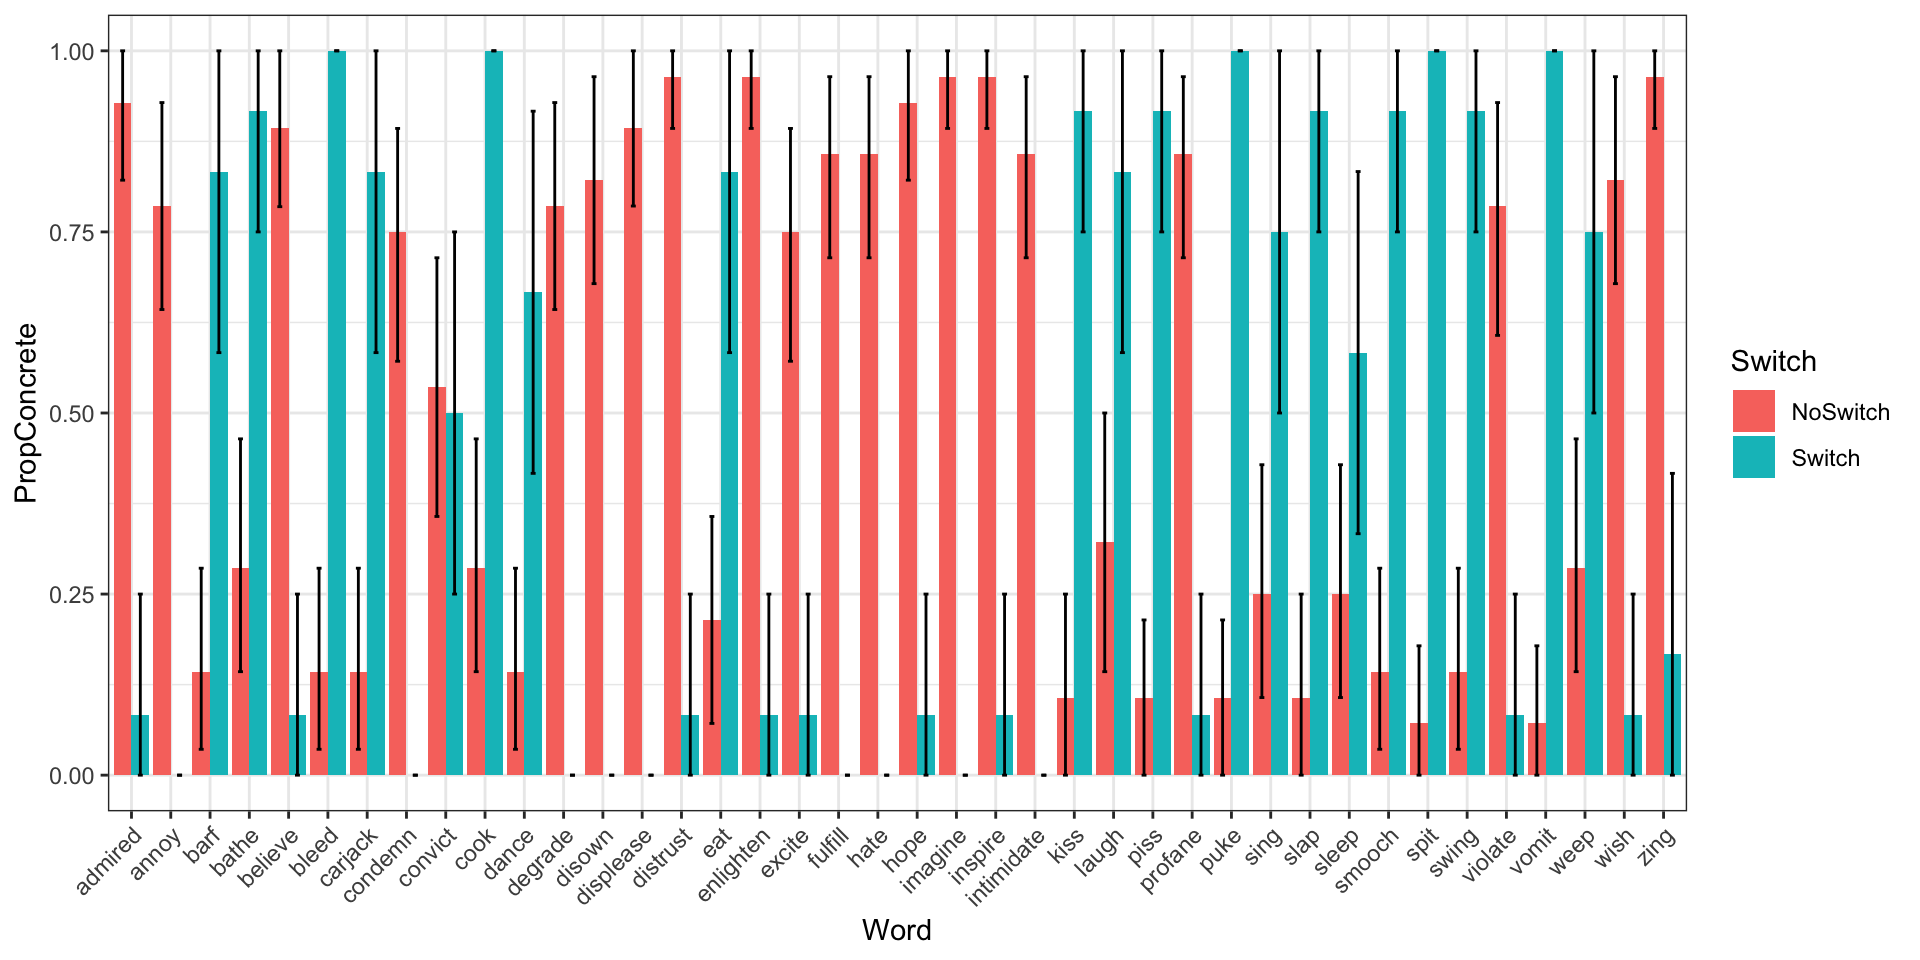 1.00
0.75
0.50
0.25
0.00
PropConcrete
admired
annoy
barf
bathe
believe
bleed
carjack
condemn
convict
cook
dance
degrade
disown
displease
distrust
eat
enlighten
excite
fulfill
hate
hope
imagine
inspire
intimidate
kiss
laugh
piss
profane
puke
sing
slap
sleep
smooch
spit
swing
violate
vomit
weep
wish
zing
Word
Switch
NoSwitch
Switch